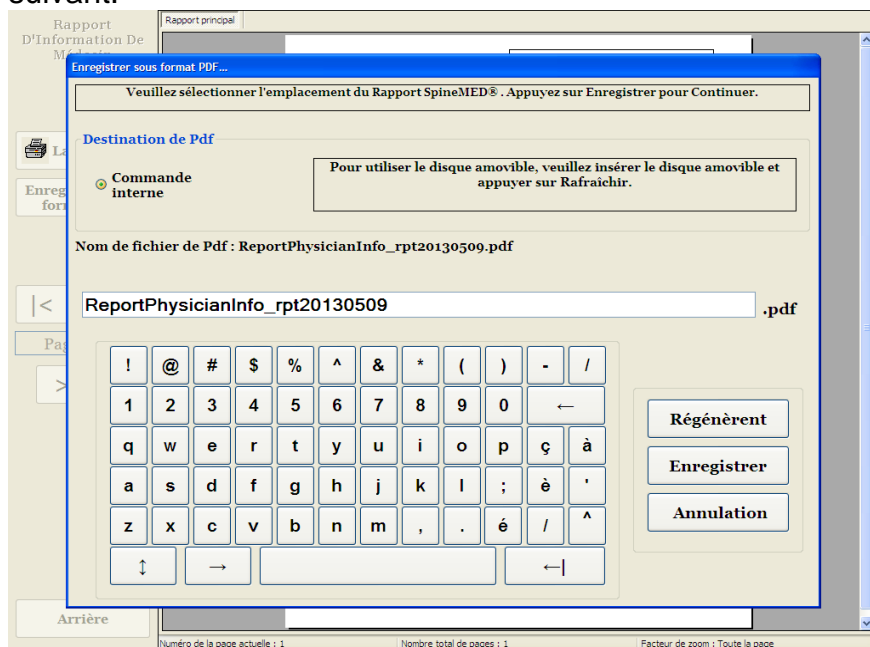 suivant.
Rapport principal
Rapport
D'Information De
Enregistrer sous format PDF...
Veuillez sélectionner l'emplacement du Rapport SpineMED® . Appuyez sur Enregistrer pour Continuer.
Destination de Pdf
Commande
interne
Pour utiliser le disque amovible, veuillez insérer le disque amovible et
appuyer sur Rafraîchir.
Nom de fichier de Pdf : ReportPhysicianInfo_rpt20130509.pdf
ReportPhysicianInfo_rpt20130509 .pdf
|<
>
! @ # $ % ^ & * ( ) - /
1 2 3 4 5 6 7 8 9 0 ←
q w e r t y u i o p ç à
a s d f g h j k l ; è '
z x c v b n m , . é / ^
↕ → ←|
Régénèrent
Enregistrer
Annulation
Arrière
Numéro de la page actuelle : 1 Nombre total de pages : 1 Facteur de zoom : Toute la page